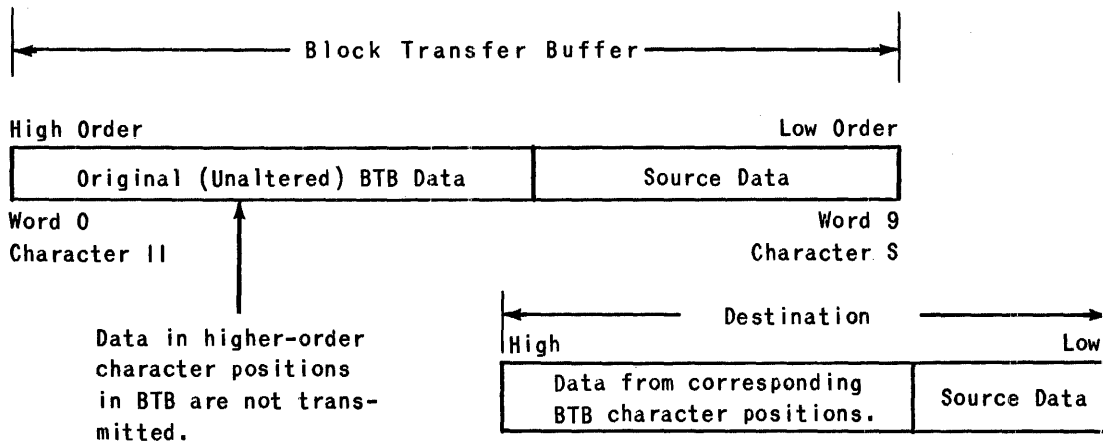 Block Transfer Buffer
High Order Low Order
Original (Unaltered) BTB Data Source Data
Word 0 Word 9
Character II Character S
Destination
High Low
Data in higher-order
character positions
in BTB are not trans-
mitted.
Data from corresponding
BTB character positions.
Source Data